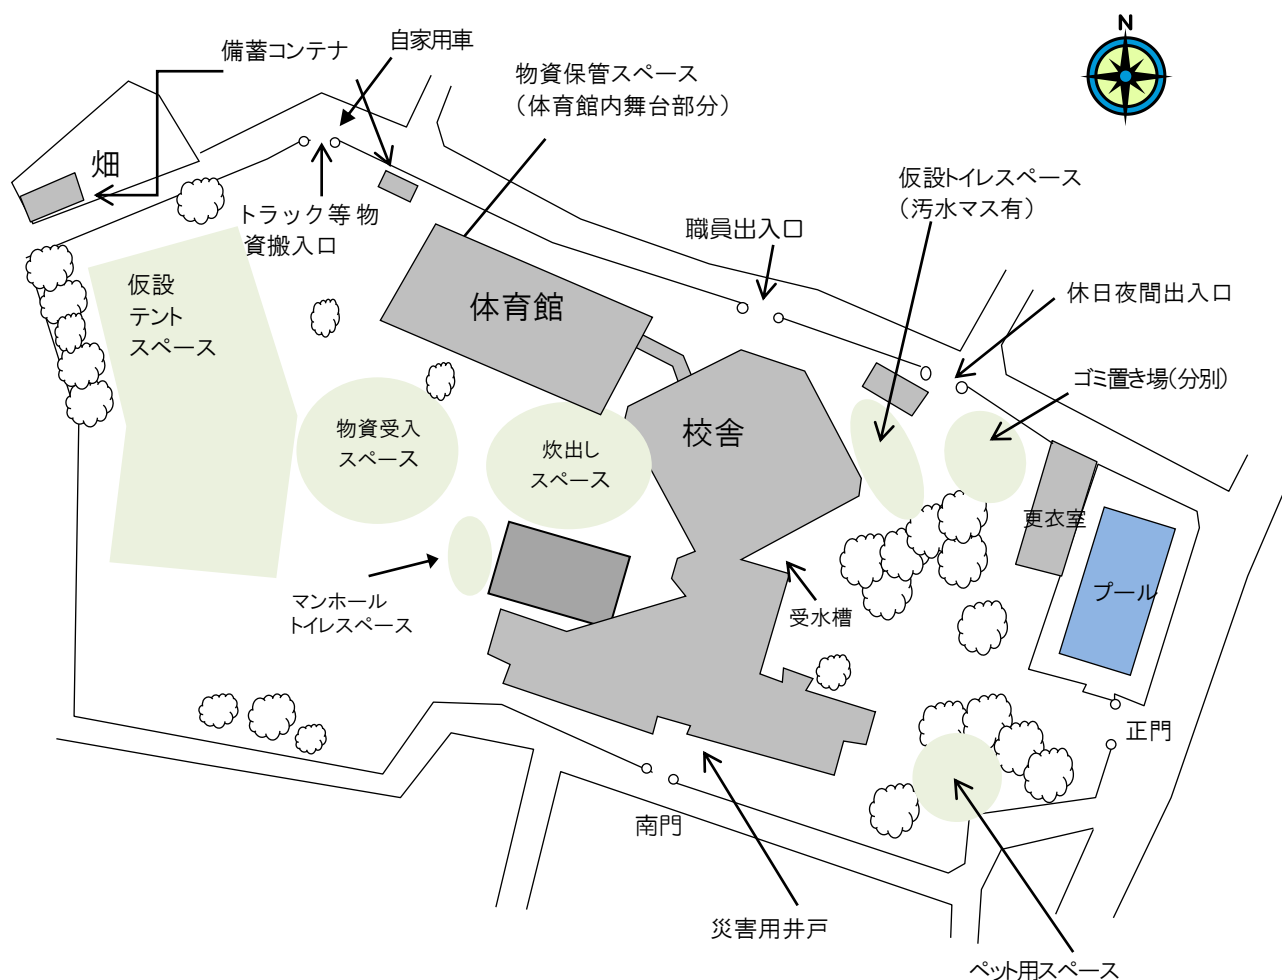 N
備蓄コンテナ
自家用車
物資保管スペース
（体育館内舞台部分）
畑
仮設トイレスペース
（汚水マス有）
トラック等物
資搬入口
職員出入口
休日夜間出入口
仮設
テント
スペース
体育館
ゴミ置き場（分別）
物資受入
スペース
炊出し
スペース
校舎
更衣室
プール
マンホール
トイレスペース
受水槽
正門
南門
災害用井戸
ペット用スペース